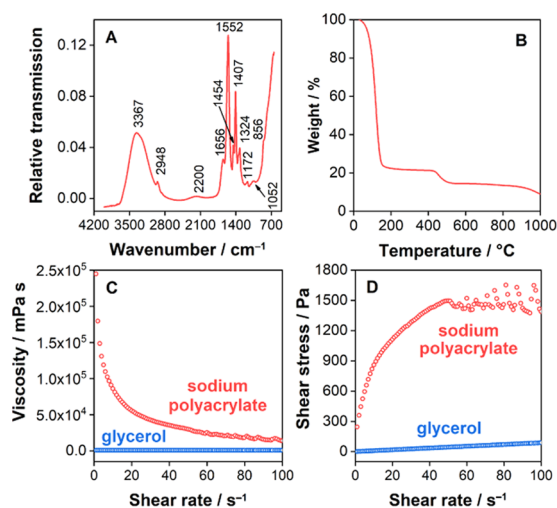 A
Relative transmission
0.12
0.08
0.04
0.00
3367
2948
2200
1656
1454
1552
1407
1324
1172
856
1052
4200 3500 2800 2100 1400 700
Wavenumber / cm⁻¹
B
Weight / %
100
80
60
40
20
0
0 200 400 600 800 1000
Temperature / °C
C
Viscosity / mPa s
2.5x10⁵
2.0x10⁵
1.5x10⁵
1.0x10⁵
5.0x10⁴
0.0
sodium
polyacrylate
glycerol
0 20 40 60 80 100
Shear rate / s⁻¹
D
Shear stress / Pa
1800
1500
1200
900
600
300
0
sodium
polyacrylate
glycerol
0 20 40 60 80 100
Shear rate / s⁻¹